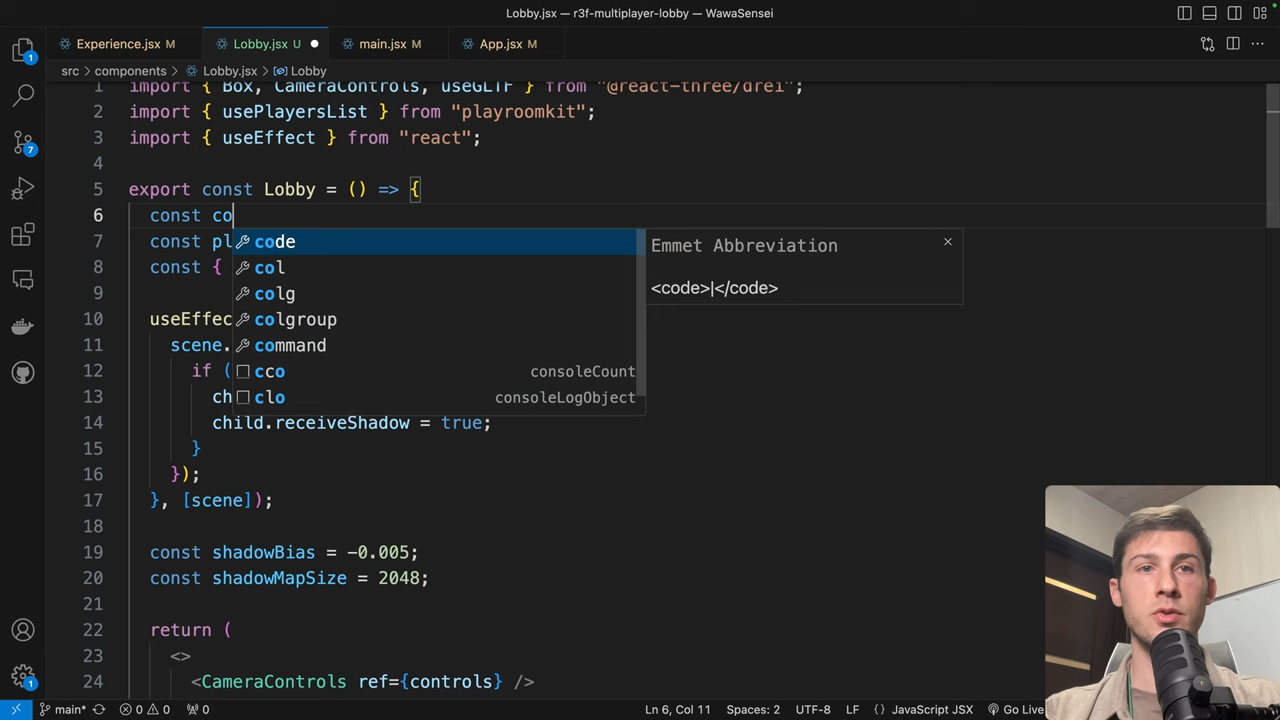 Lobby.jsx — r3f-multiplayer-lobby — WawaSensei
Experience.jsx M
Lobby.jsx U
main.jsx M
App.jsx M
src > components > Lobby.jsx > Lobby
1 import { Box, CameraControls, useGLTF } from "@react-three/drei";
2 import { usePlayersList } from "playroomkit";
3 import { useEffect } from "react";
4
5 export const Lobby = () => {
6 const co
7 const pl
8 const {
9
10 useEffec
11 scene.
12 if (
13 ch
14 child.receiveShadow = true;
15 }
16 });
17 }, [scene]);
18
19 const shadowBias = -0.005;
20 const shadowMapSize = 2048;
21
22 return (
23 <>
24 <CameraControls ref={controls} />
code
col
colg
colgroup
command
cco consoleCount
clo consoleLogObject
Emmet Abbreviation
<code>|</code>
1
7
1
main*
0 0
0
Ln 6, Col 11
Spaces: 2
UTF-8
LF
{} JavaScript JSX
Go Live